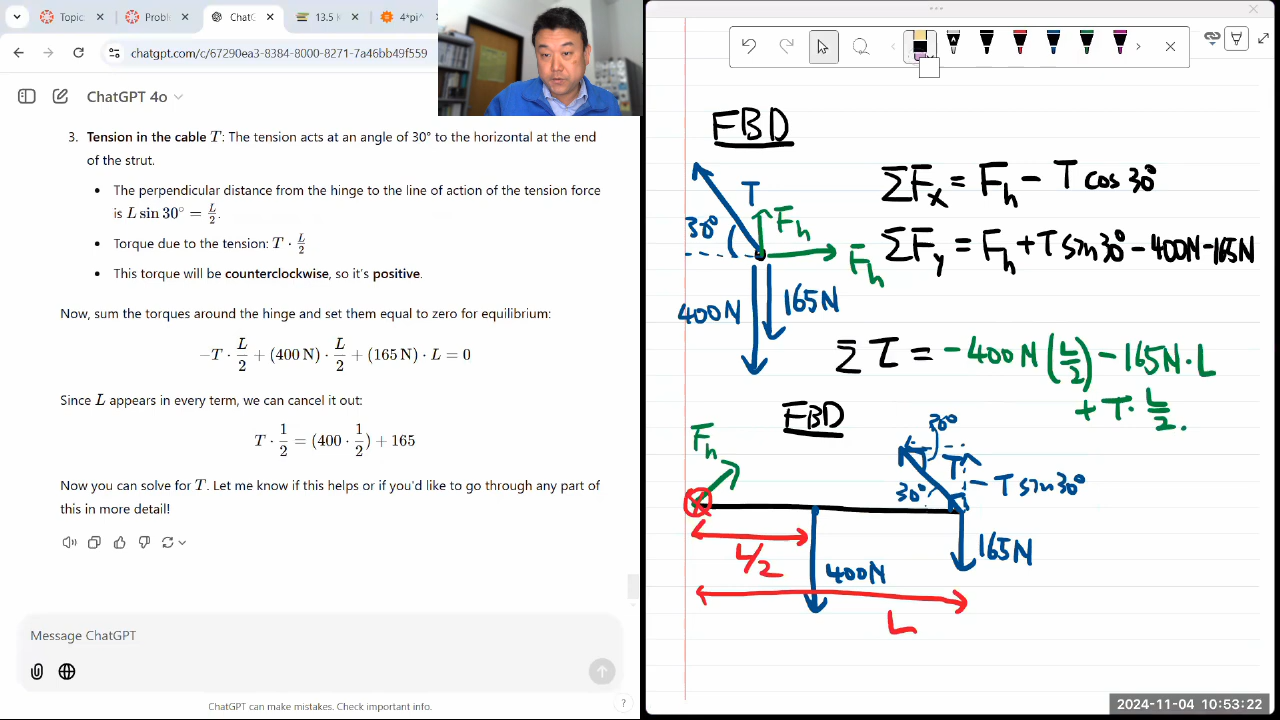 Topic
Probl
ChatG
13.5 k
4*pi^
chatgpt.com/c/
ChatGPT 4o
3. Tension in the cable T: The tension acts at an angle of 30° to the horizontal at the end
of the strut.
• The perpendicular distance from the hinge to the line of action of the tension force
is L sin 30° = L/2.
• Torque due to the tension: T · L/2
• This torque will be counterclockwise, so it's positive.
Now, sum the torques around the hinge and set them equal to zero for equilibrium:
−T · L/2 + (400 N) · L/2 + (165 N) · L = 0
Since L appears in every term, we can cancel it out:
T · 1/2 = (400 · 1/2) + 165
Now you can solve for T. Let me know if this helps or if you'd like to go through any part of
this in more detail!
Message ChatGPT
ChatGPT can make mistakes. Check important info.
?
FBD
T
30°
Fh
Fh
400N
165N
ΣFx = Fh − T cos 30°
ΣFy = Fh + T sin 30° − 400N − 165N
Στ = −400N (L/2) − 165N · L
+ T · L/2.
FBD
Fh
30°
T
30°
T sin 30°
165N
400N
L/2
L
2024-11-04 10:53:22